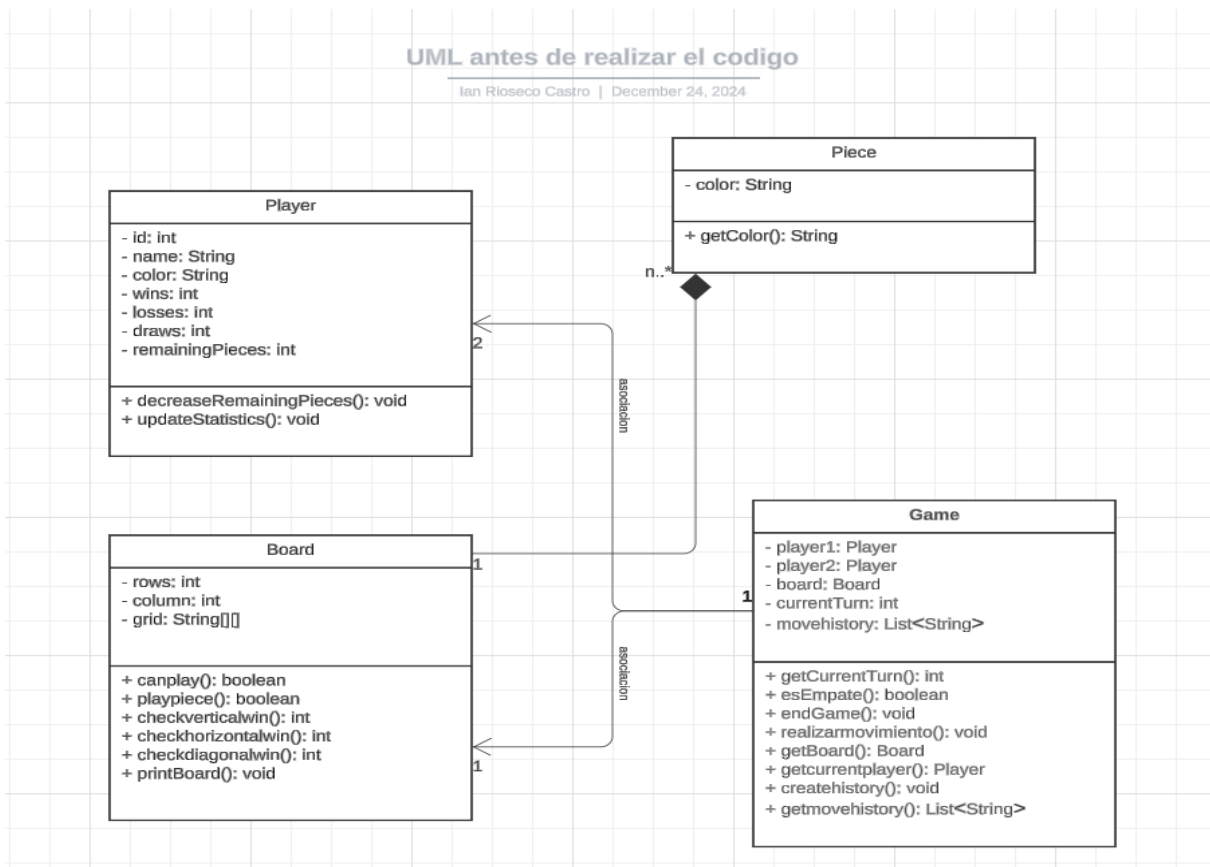 UML antes de realizar el codigo
Ian Rioseco Castro | December 24, 2024
Piece
- color: String
+ getColor(): String
n..*
Player
- id: int
- name: String
- color: String
- wins: int
- losses: int
- draws: int
- remainingPieces: int
+ decreaseRemainingPieces(): void
+ updateStatistics(): void
2
asociacion
Board
- rows: int
- column: int
- grid: String[][]
+ canplay(): boolean
+ playpiece(): boolean
+ checkverticalwin(): int
+ checkhorizontalwin(): int
+ checkdiagonalwin(): int
+ printBoard(): void
1
1
asociacion
1
Game
- player1: Player
- player2: Player
- board: Board
- currentTurn: int
- movehistory: List<String>
+ getCurrentTurn(): int
+ esEmpate(): boolean
+ endGame(): void
+ realizarmovimiento(): void
+ getBoard(): Board
+ getcurrentplayer(): Player
+ createhistory(): void
+ getmovehistory(): List<String>